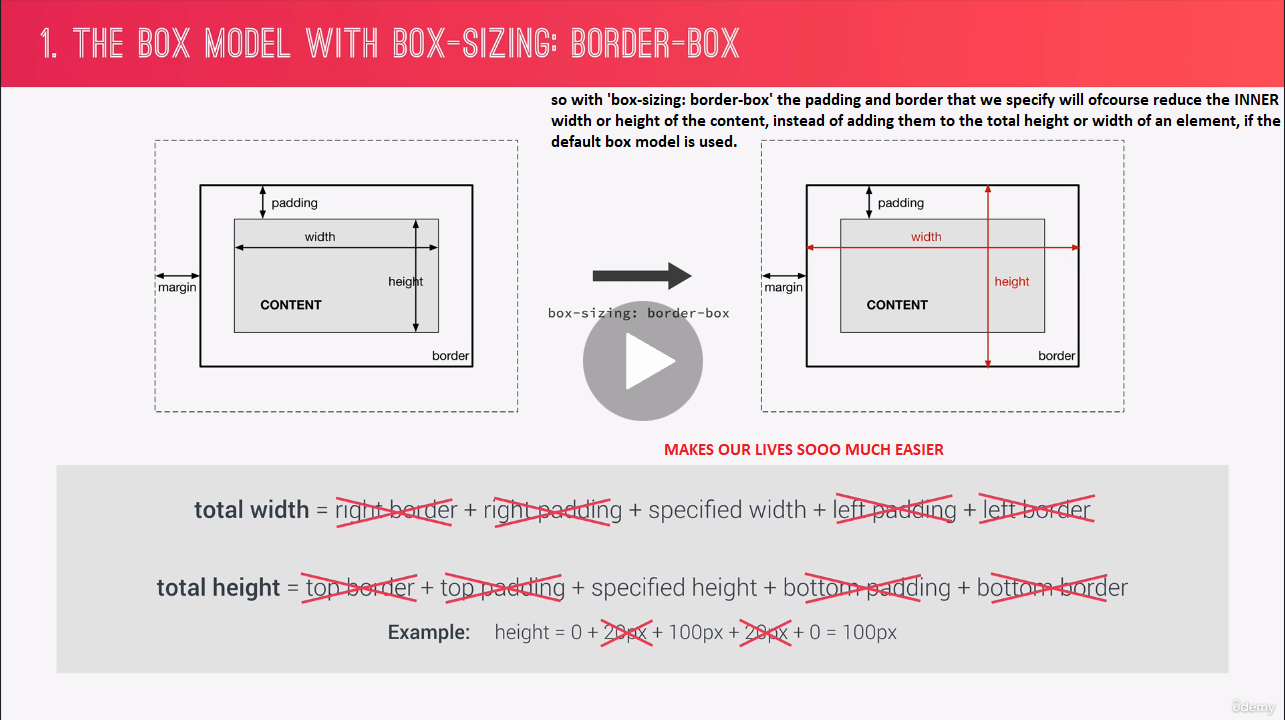 1. THE BOX MODEL WITH BOX-SIZING: BORDER-BOX
so with 'box-sizing: border-box' the padding and border that we specify will ofcourse reduce the INNER
width or height of the content, instead of adding them to the total height or width of an element, if the
default box model is used.
padding
width
height
margin
CONTENT
border
box-sizing: border-box
padding
width
height
margin
CONTENT
border
MAKES OUR LIVES SOOO MUCH EASIER
total width = right border + right padding + specified width + left padding + left border
total height = top border + top padding + specified height + bottom padding + bottom border
Example: height = 0 + 20px + 100px + 20px + 0 = 100px
ûdemy